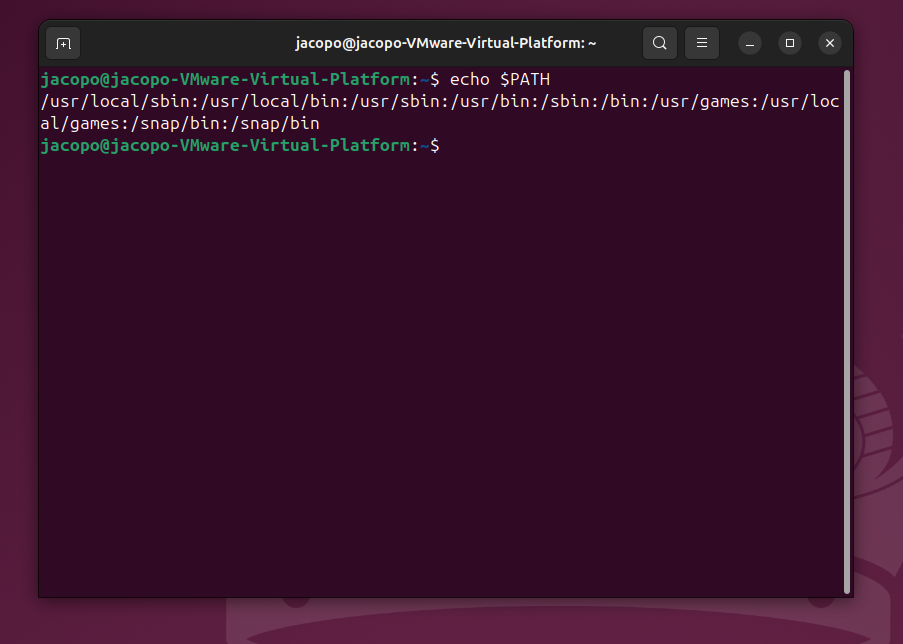 jacopo@jacopo-VMware-Virtual-Platform: ~
jacopo@jacopo-VMware-Virtual-Platform:~$ echo $PATH
/usr/local/sbin:/usr/local/bin:/usr/sbin:/usr/bin:/sbin:/bin:/usr/games:/usr/loc
al/games:/snap/bin:/snap/bin
jacopo@jacopo-VMware-Virtual-Platform:~$